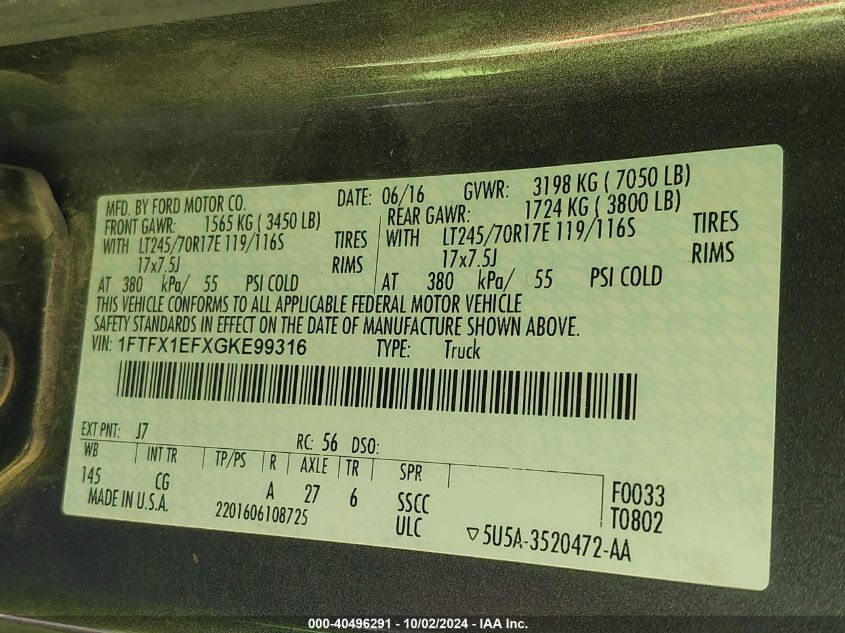 MFD. BY FORD MOTOR CO. DATE: 06/16 GVWR: 3198 KG ( 7050 LB)
FRONT GAWR: 1565 KG ( 3450 LB) REAR GAWR: 1724 KG ( 3800 LB)
WITH LT245/70R17E 119/116S TIRES WITH LT245/70R17E 119/116S TIRES
17x7.5J RIMS 17x7.5J RIMS
AT 380 kPa/ 55 PSI COLD AT 380 kPa/ 55 PSI COLD
THIS VEHICLE CONFORMS TO ALL APPLICABLE FEDERAL MOTOR VEHICLE
SAFETY STANDARDS IN EFFECT ON THE DATE OF MANUFACTURE SHOWN ABOVE.
VIN: 1FTFX1EFXGKE99316 TYPE: Truck
EXT PNT: J7 RC: 56 DSO:
WB INT TR TP/PS R AXLE TR SPR
145 CG A 27 6 SSCC F0033
MADE IN U.S.A. 2201606108725 ULC ▽5U5A-3520472-AA T0802
000-40496291 - 10/02/2024 - IAA Inc.